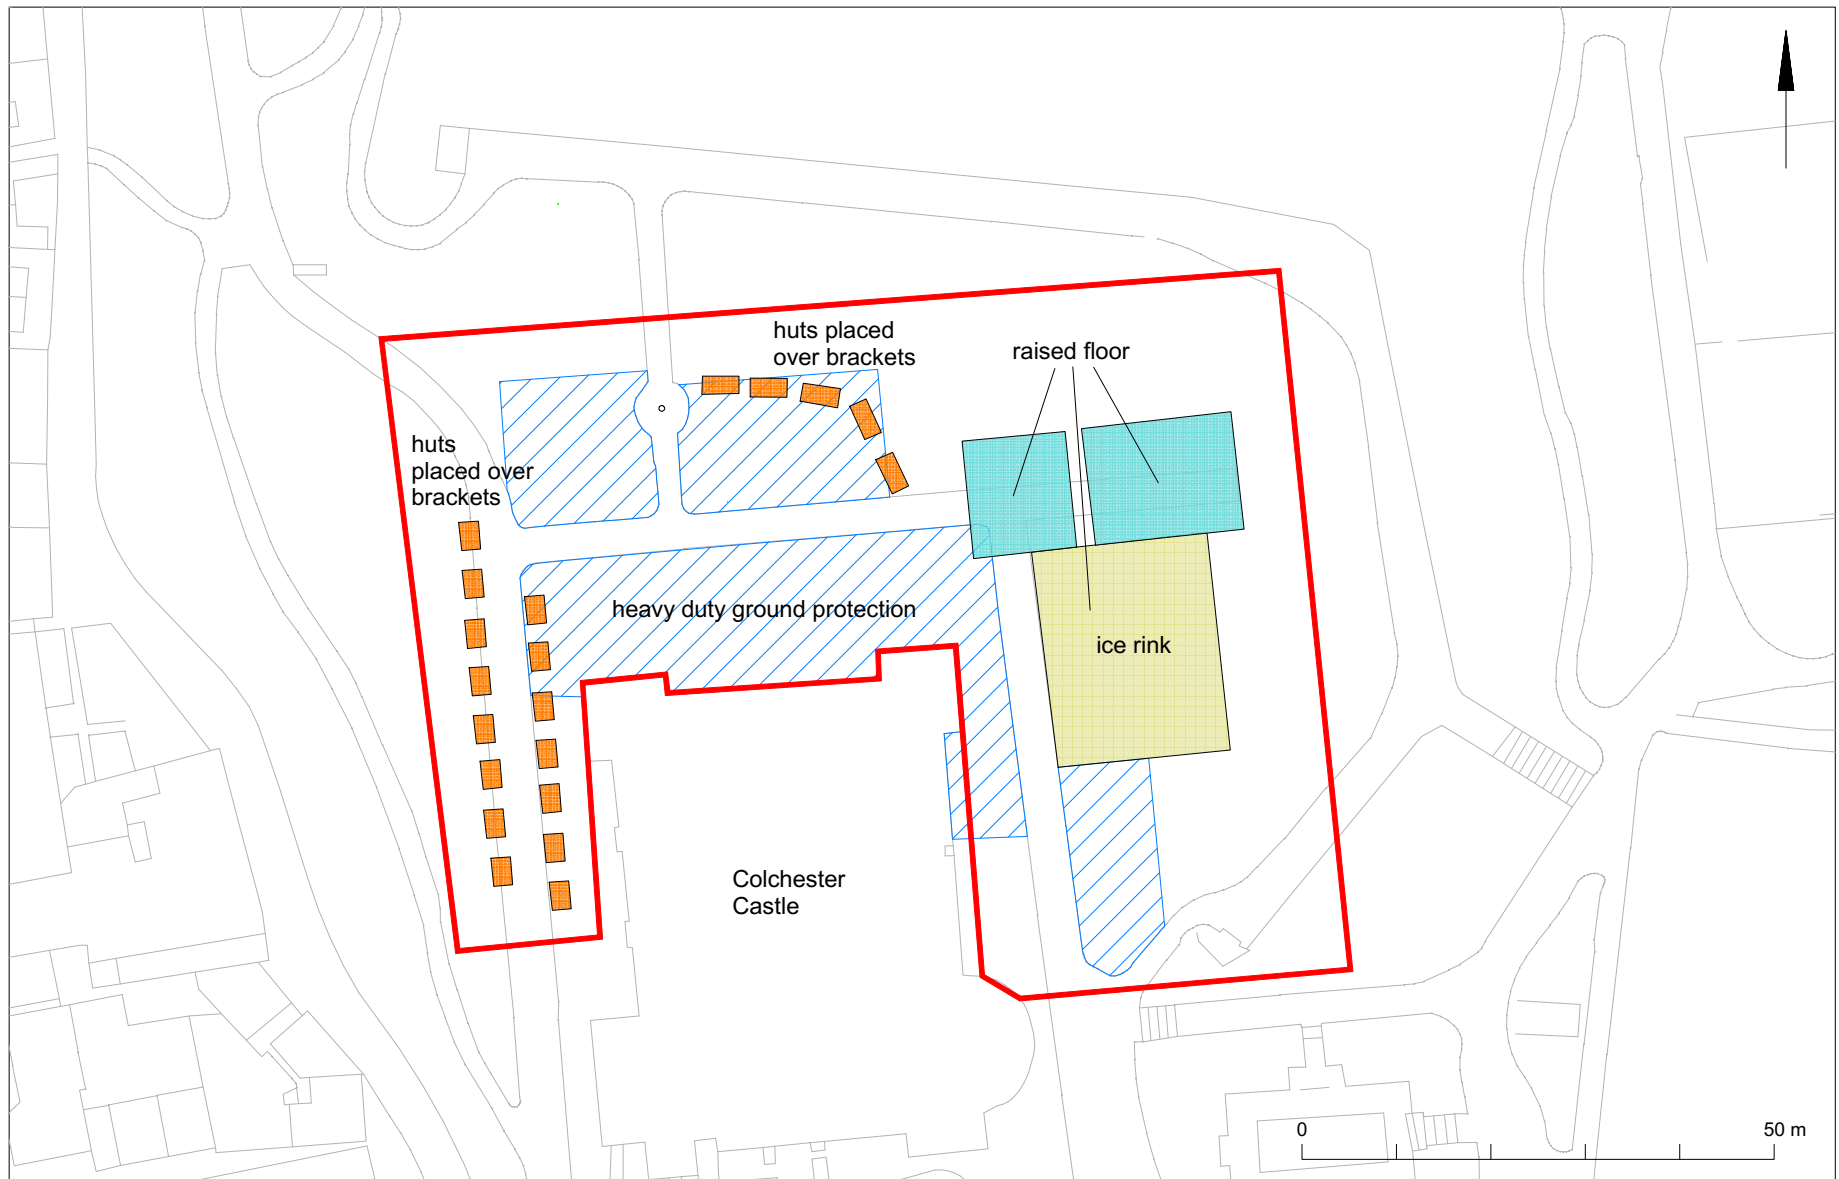 huts placed
over brackets
raised floor
huts
placed over
brackets
heavy duty ground protection
ice rink
Colchester
Castle
0
50 m